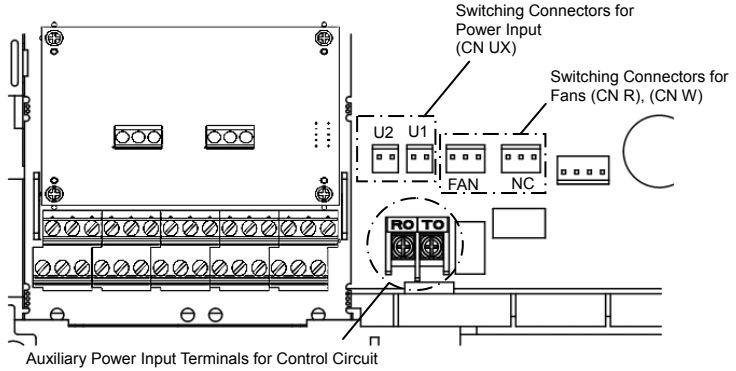 Switching Connectors for
Power Input
(CN UX)
Switching Connectors for
Fans (CN R), (CN W)
U2 U1
FAN NC
RO TO
Auxiliary Power Input Terminals for Control Circuit